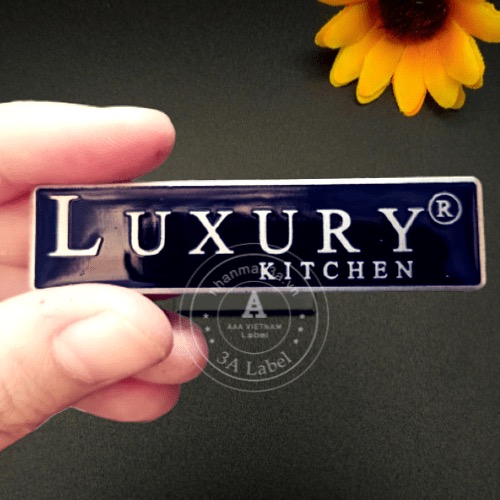 LUXURY®
KITCHEN
A
AAA VIETNAM
Label
3A Label